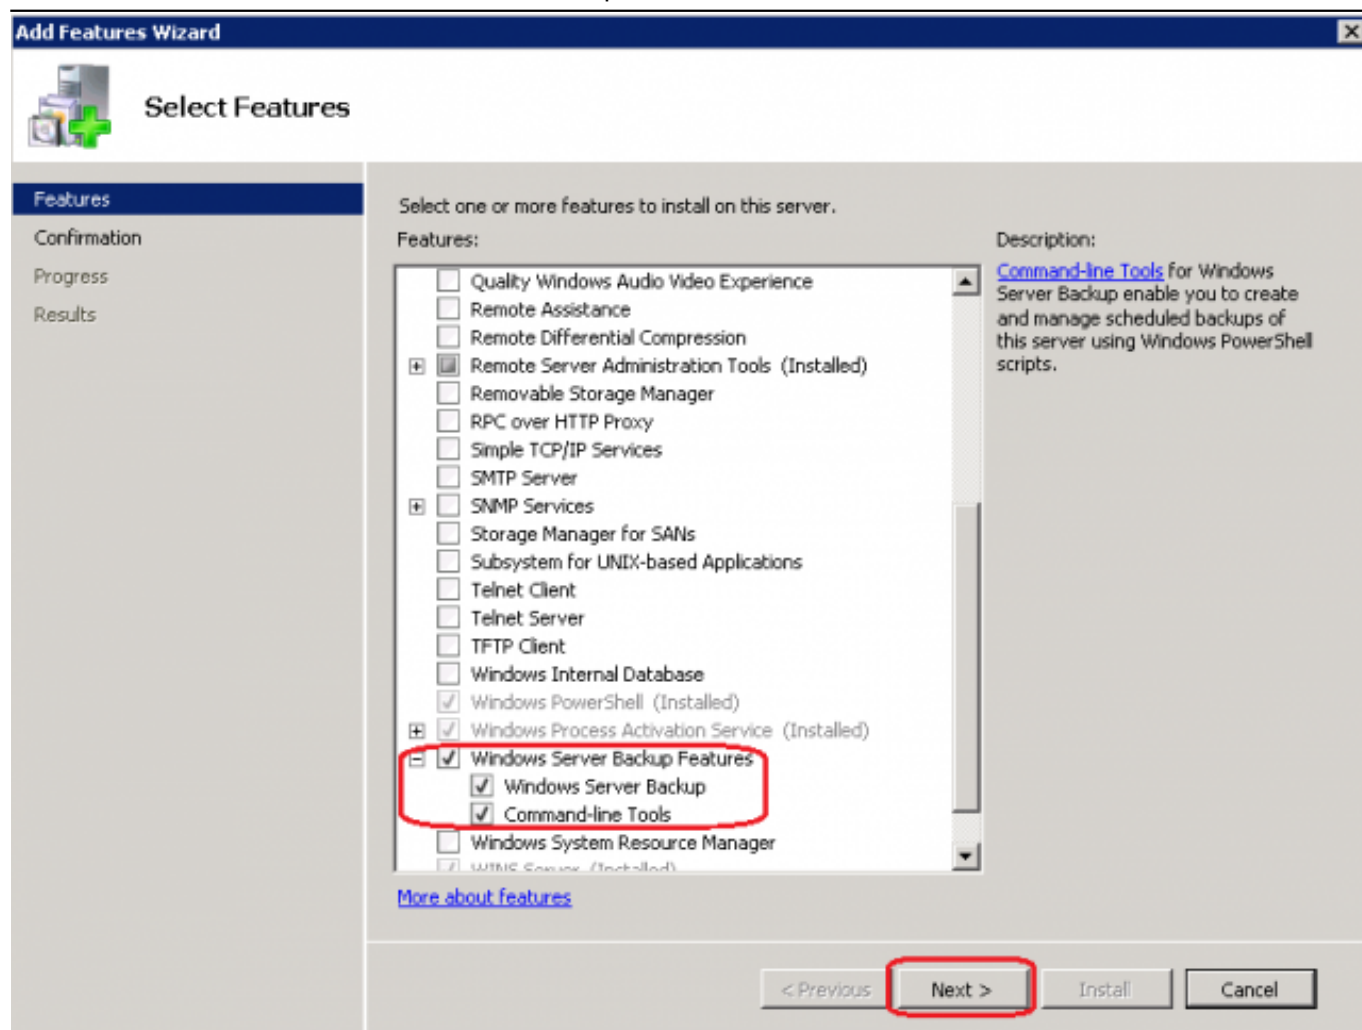 Add Features Wizard
Select Features
Features
Confirmation
Progress
Results
Select one or more features to install on this server.
Features:
Quality Windows Audio Video Experience
Remote Assistance
Remote Differential Compression
Remote Server Administration Tools (Installed)
Removable Storage Manager
RPC over HTTP Proxy
Simple TCP/IP Services
SMTP Server
SNMP Services
Storage Manager for SANs
Subsystem for UNIX-based Applications
Telnet Client
Telnet Server
TFTP Client
Windows Internal Database
Windows PowerShell (Installed)
Windows Process Activation Service (Installed)
Windows Server Backup Features
Windows Server Backup
Command-line Tools
Windows System Resource Manager
WINS Server (Installed)
More about features
Description:
Command-line Tools for Windows
Server Backup enable you to create
and manage scheduled backups of
this server using Windows PowerShell
scripts.
< Previous
Next >
Install
Cancel